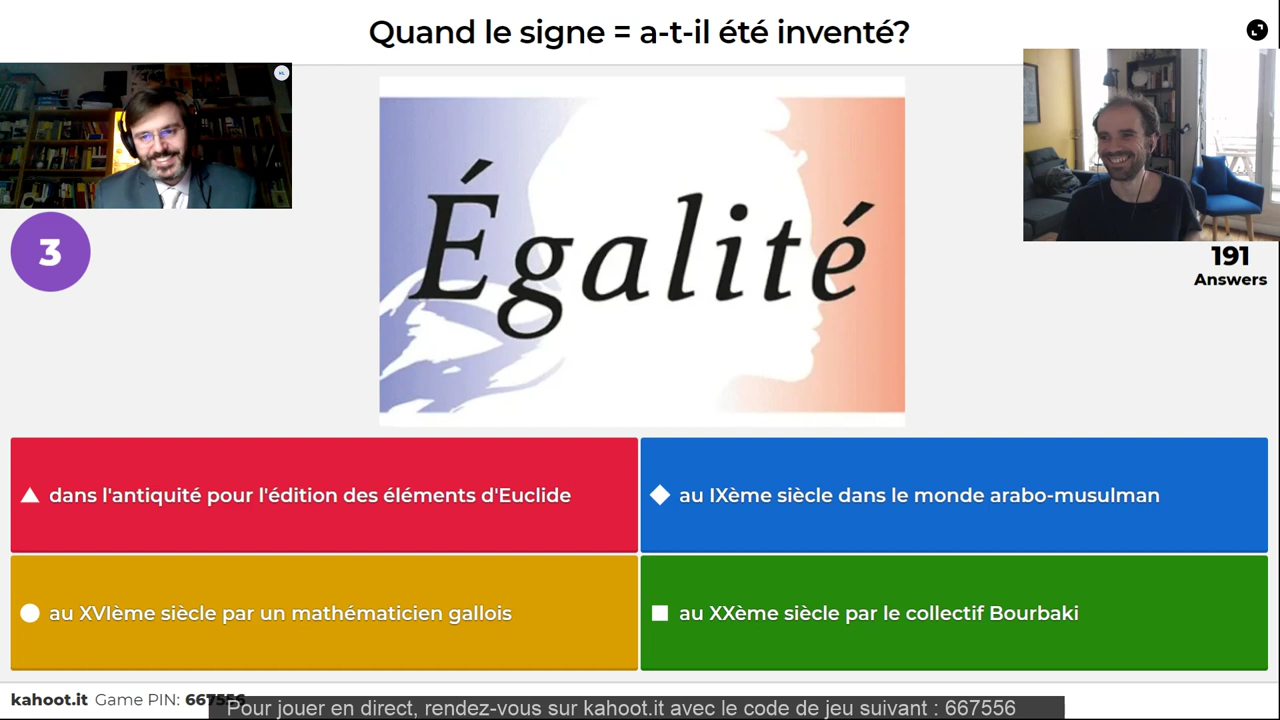 Quand le signe = a-t-il été inventé?
Égalité
3
191
Answers
dans l'antiquité pour l'édition des éléments d'Euclide
au IXème siècle dans le monde arabo-musulman
au XVIème siècle par un mathématicien gallois
au XXème siècle par le collectif Bourbaki
kahoot.it Game PIN: 667556
Pour jouer en direct, rendez-vous sur kahoot.it avec le code de jeu suivant : 667556